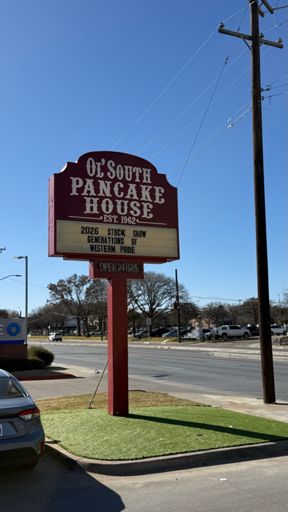 OL' SOUTH
PANCAKE
HOUSE
EST. 1962
2026 STOCK SHOW
GENERATIONS OF
WESTERN PRIDE
OPEN 24 HRS